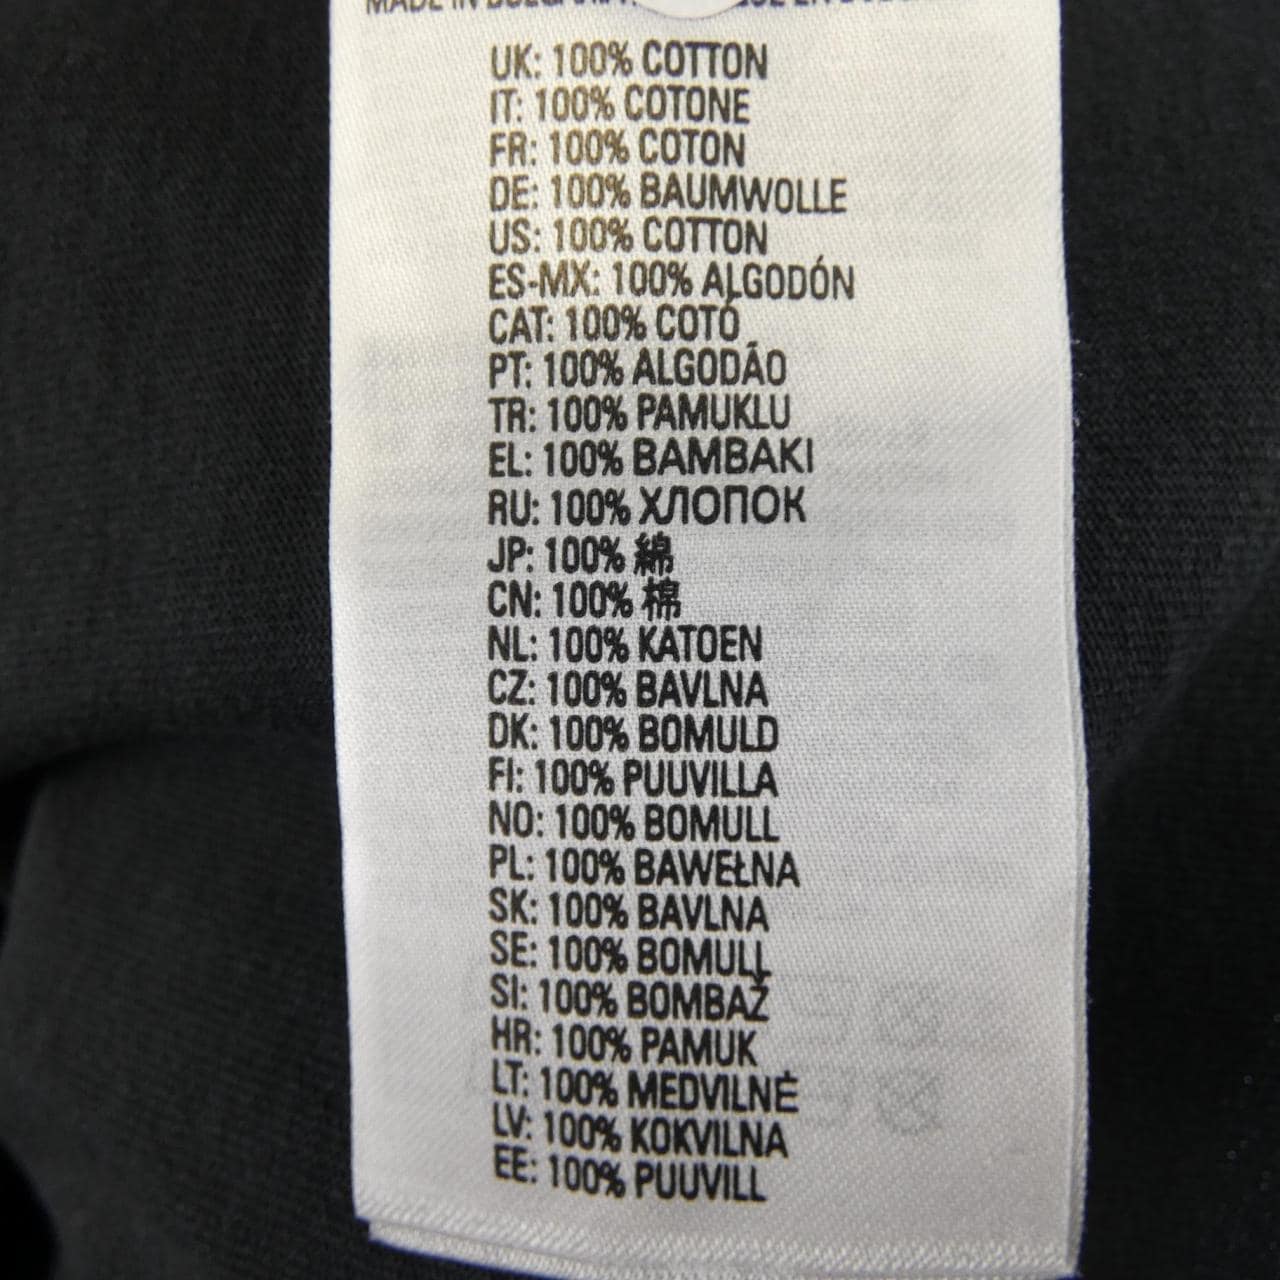 MADE IN BULGARIA
UK: 100% COTTON
IT: 100% COTONE
FR: 100% COTON
DE: 100% BAUMWOLLE
US: 100% COTTON
ES-MX: 100% ALGODÓN
CAT: 100% COTÓ
PT: 100% ALGODÁO
TR: 100% PAMUKLU
EL: 100% BAMBAKI
RU: 100% ХЛОПОК
JP: 100% 綿
CN: 100% 棉
NL: 100% KATOEN
CZ: 100% BAVLNA
DK: 100% BOMULD
FI: 100% PUUVILLA
NO: 100% BOMULL
PL: 100% BAWEŁNA
SK: 100% BAVLNA
SE: 100% BOMULL
SI: 100% BOMBAŽ
HR: 100% PAMUK
LT: 100% MEDVILNĖ
LV: 100% KOKVILNA
EE: 100% PUUVILL